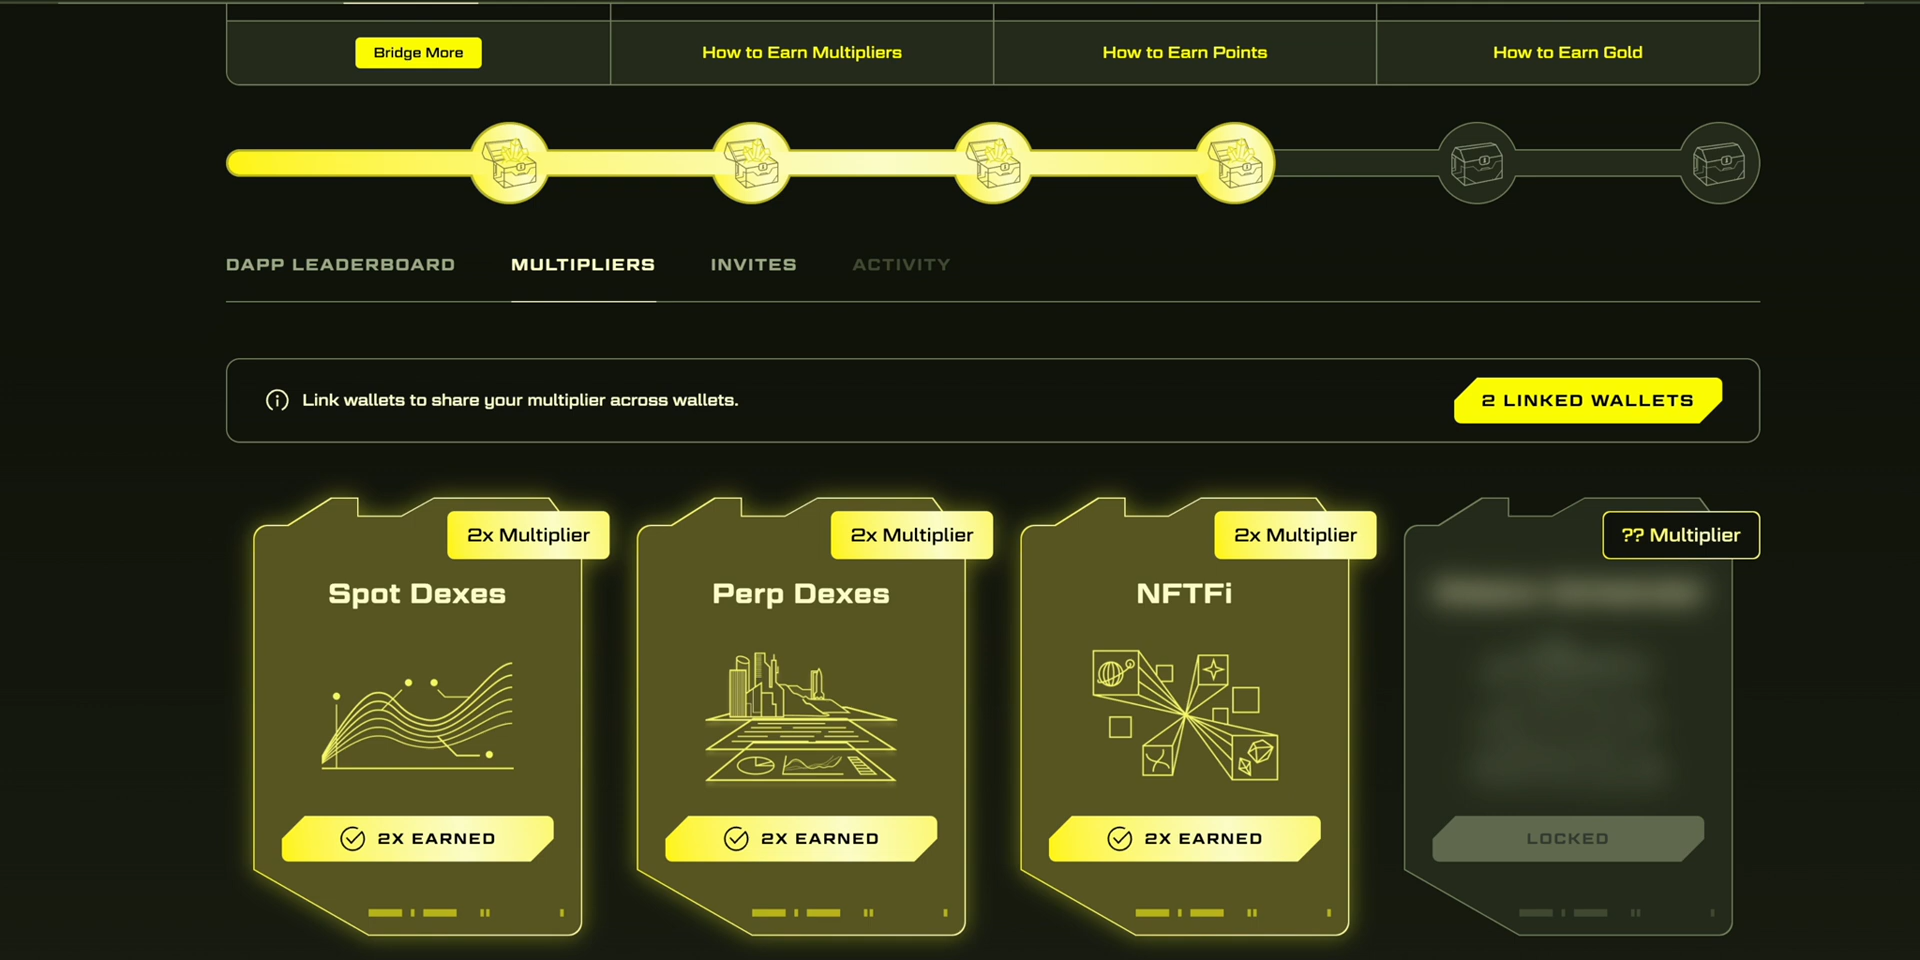 Bridge More
How to Earn Multipliers
How to Earn Points
How to Earn Gold
DAPP LEADERBOARD
MULTIPLIERS
INVITES
ACTIVITY
Link wallets to share your multiplier across wallets.
2 LINKED WALLETS
2x Multiplier
Spot Dexes
2X EARNED
2x Multiplier
Perp Dexes
2X EARNED
2x Multiplier
NFTFi
2X EARNED
?? Multiplier
LOCKED